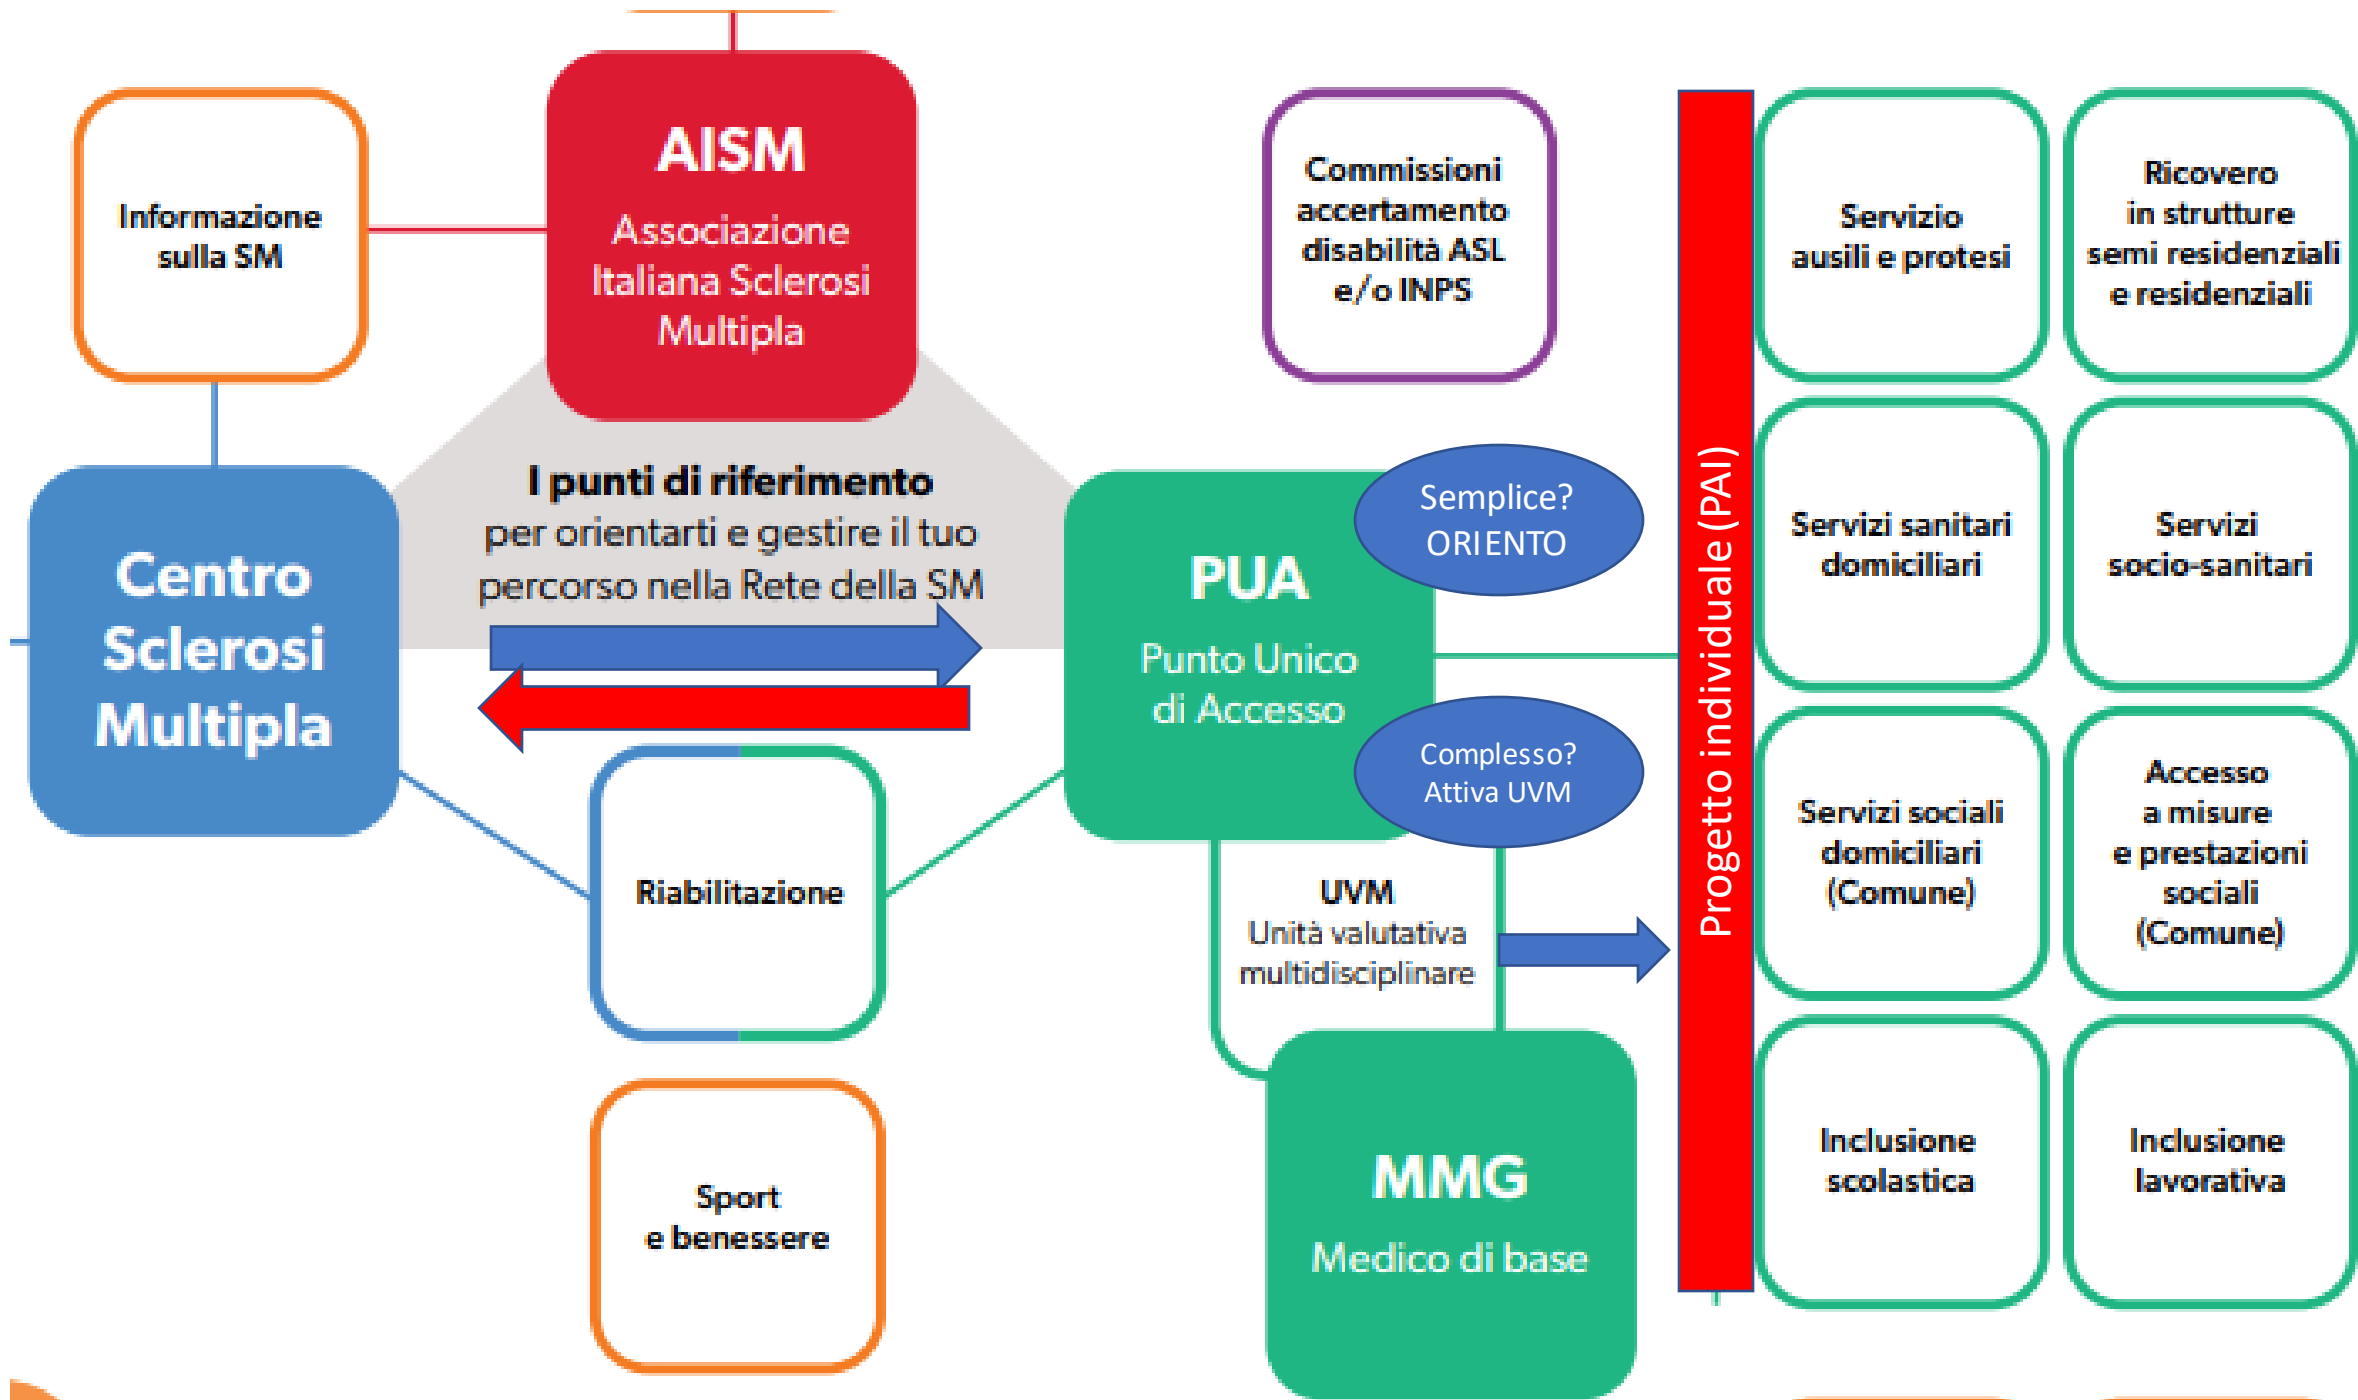 AISM
Associazione
Italiana Sclerosi
Multipla
Informazione
sulla SM
Commissioni
accertamento
disabilità ASL
e/o INPS
Servizio
ausili e protesi
Ricovero
in strutture
semi residenziali
e residenziali
I punti di riferimento
per orientarti e gestire il tuo
percorso nella Rete della SM
Centro
Sclerosi
Multipla
PUA
Punto Unico
di Accesso
Semplice?
ORIENTO
Complesso?
Attiva UVM
Progetto individuale (PAI)
Servizi sanitari
domiciliari
Servizi
socio-sanitari
Servizi sociali
domiciliari
(Comune)
Accesso
a misure
e prestazioni
sociali
(Comune)
Riabilitazione
UVM
Unità valutativa
multidisciplinare
MMG
Medico di base
Sport
e benessere
Inclusione
scolastica
Inclusione
lavorativa